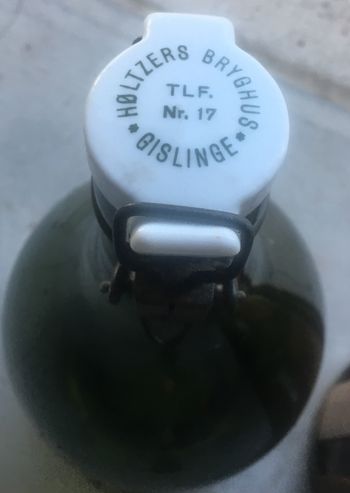 HØLTZERS BRYGHUS
TLF.
Nr. 17
* GISLINGE *